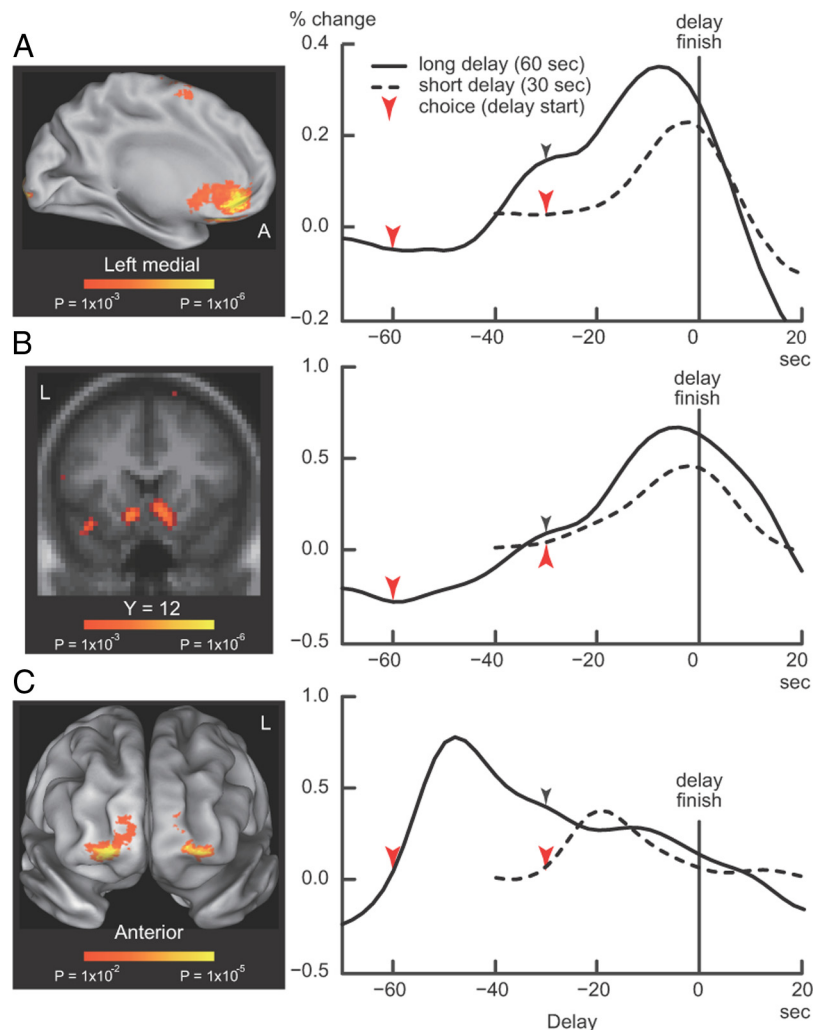 A
% change
delay
finish
0.4
0.2
0.0
−0.2
long delay (60 sec)
short delay (30 sec)
choice (delay start)
A
Left medial
P = 1x10-3 P = 1x10-6
−60 −40 −20 0 20
sec
B
L
1.0
0.5
0.0
−0.5
delay
finish
Y = 12
P = 1x10-3 P = 1x10-6
−60 −40 −20 0 20
sec
C
L
1.0
0.5
0.0
−0.5
delay
finish
Anterior
P = 1x10-2 P = 1x10-5
−60 −40 −20 0 20
Delay sec